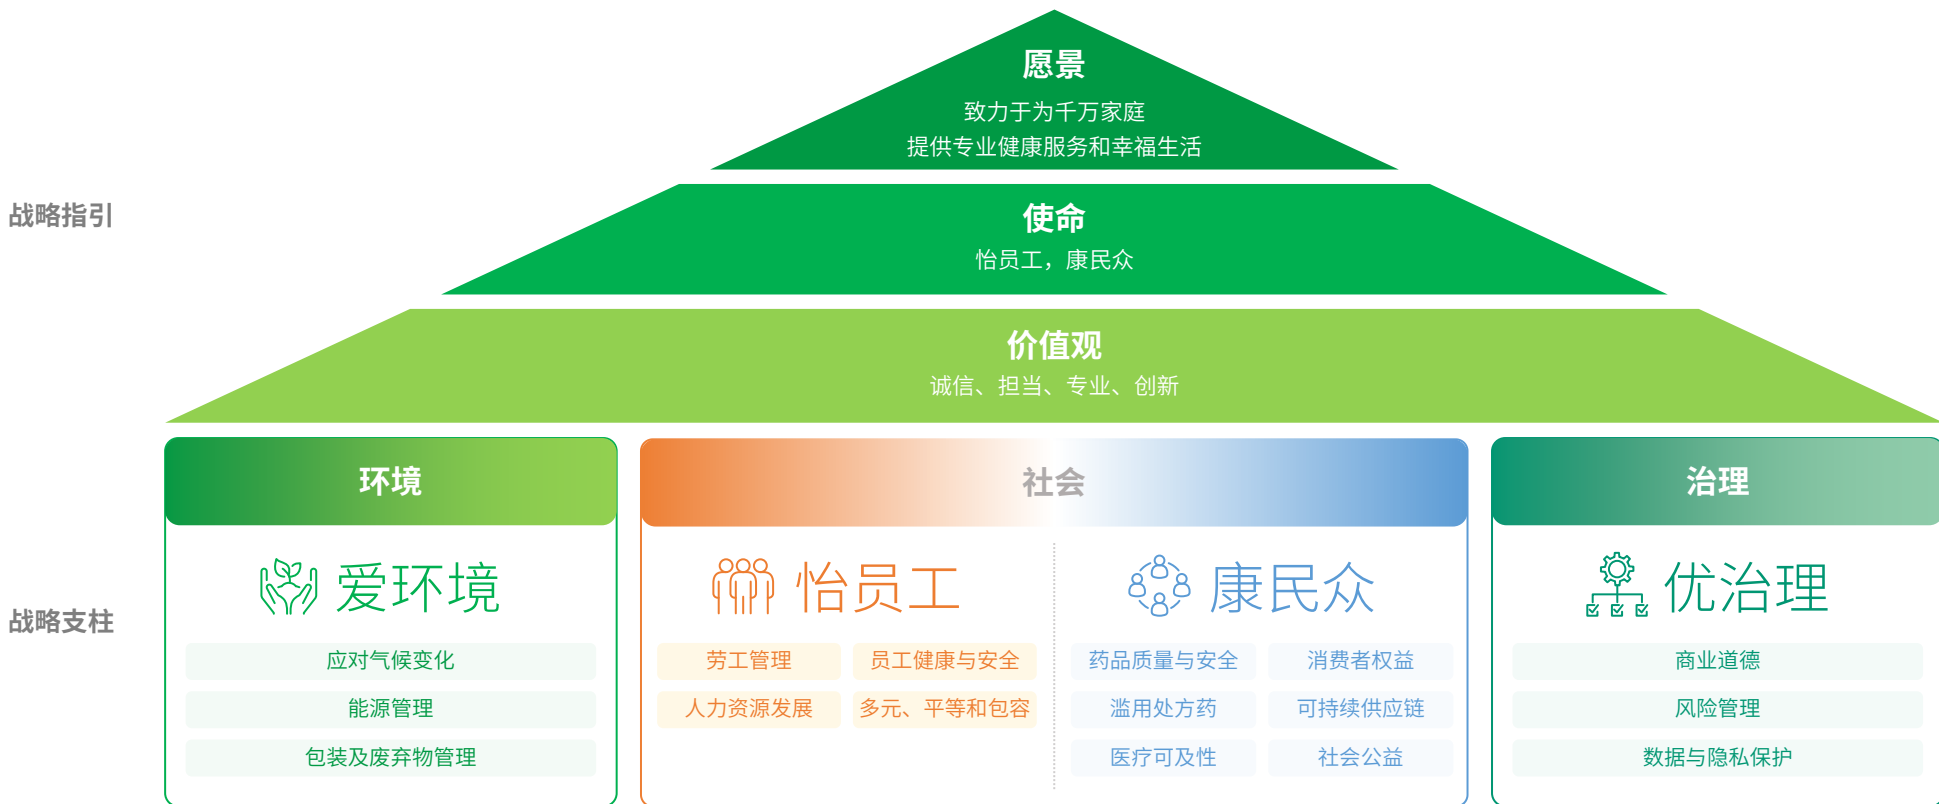 战略指引
愿景
致力于为千万家庭
提供专业健康服务和幸福生活
使命
怡员工，康民众
价值观
诚信、担当、专业、创新
战略支柱
环境
爱环境
应对气候变化
能源管理
包装及废弃物管理
社会
怡员工
劳工管理
员工健康与安全
人力资源发展
多元、平等和包容
康民众
药品质量与安全
消费者权益
滥用处方药
可持续供应链
医疗可及性
社会公益
治理
优治理
商业道德
风险管理
数据与隐私保护